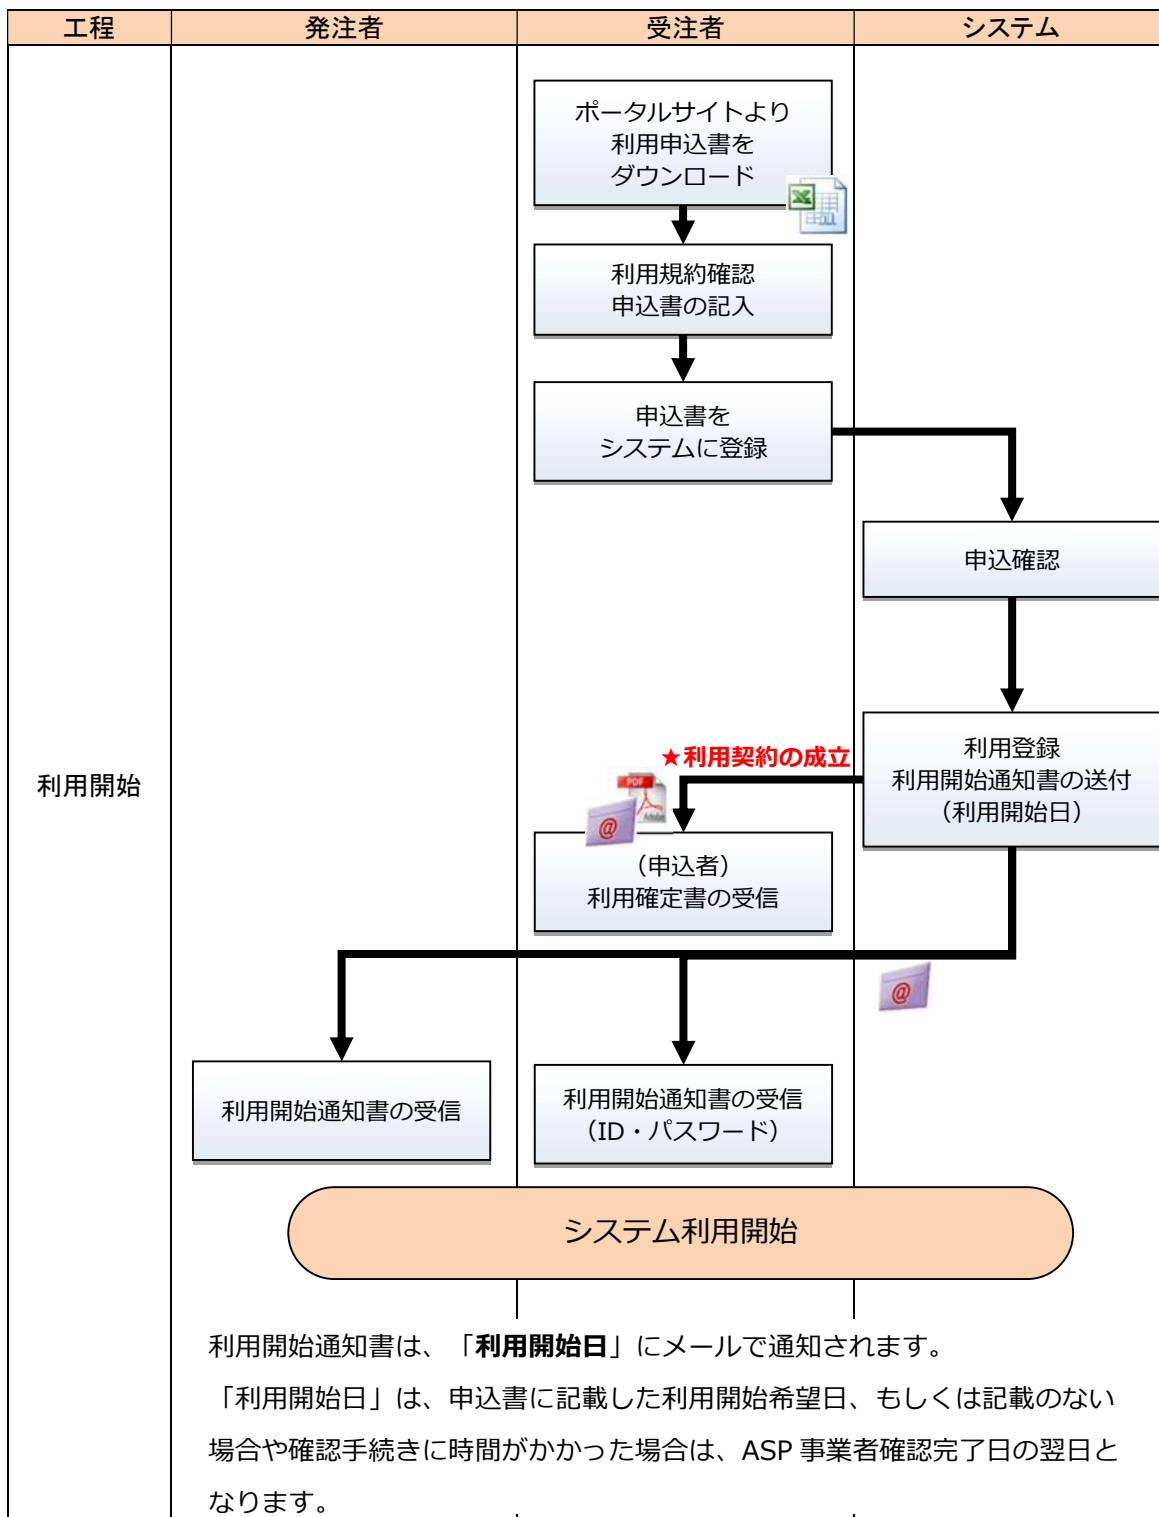 工程 発注者 受注者 システム
ポータルサイトより
利用申込書を
ダウンロード
利用規約確認
申込書の記入
申込書を
システムに登録
申込確認
利用開始
★利用契約の成立
利用登録
利用開始通知書の送付
（利用開始日）
PDF
Adobe
@
（申込者）
利用確定書の受信
@
利用開始通知書の受信
利用開始通知書の受信
（ID・パスワード）
システム利用開始
利用開始通知書は、「利用開始日」にメールで通知されます。
「利用開始日」は、申込書に記載した利用開始希望日、もしくは記載のない
場合や確認手続きに時間がかかった場合は、ASP 事業者確認完了日の翌日と
なります。